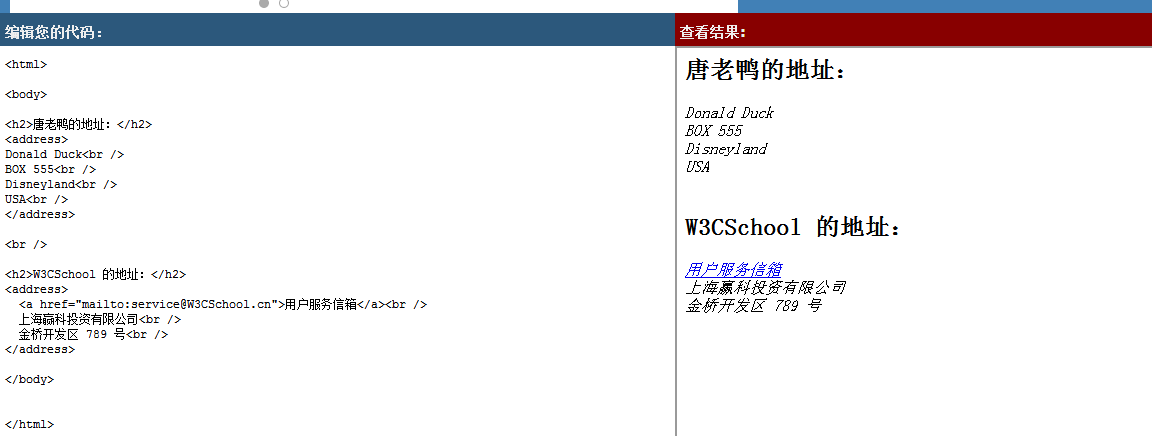 编辑您的代码：
<html>
<body>
<h2>唐老鸭的地址：</h2>
<address>
Donald Duck<br />
BOX 555<br />
Disneyland<br />
USA<br />
</address>
<br />
<h2>W3CSchool 的地址：</h2>
<address>
<a href="mailto:service@W3CSchool.cn">用户服务信箱</a><br />
上海赢科投资有限公司<br />
金桥开发区 789 号<br />
</address>
</body>
</html>
查看结果:
唐老鸭的地址：
Donald Duck
BOX 555
Disneyland
USA
W3CSchool 的地址：
用户服务信箱
上海赢科投资有限公司
金桥开发区 789 号